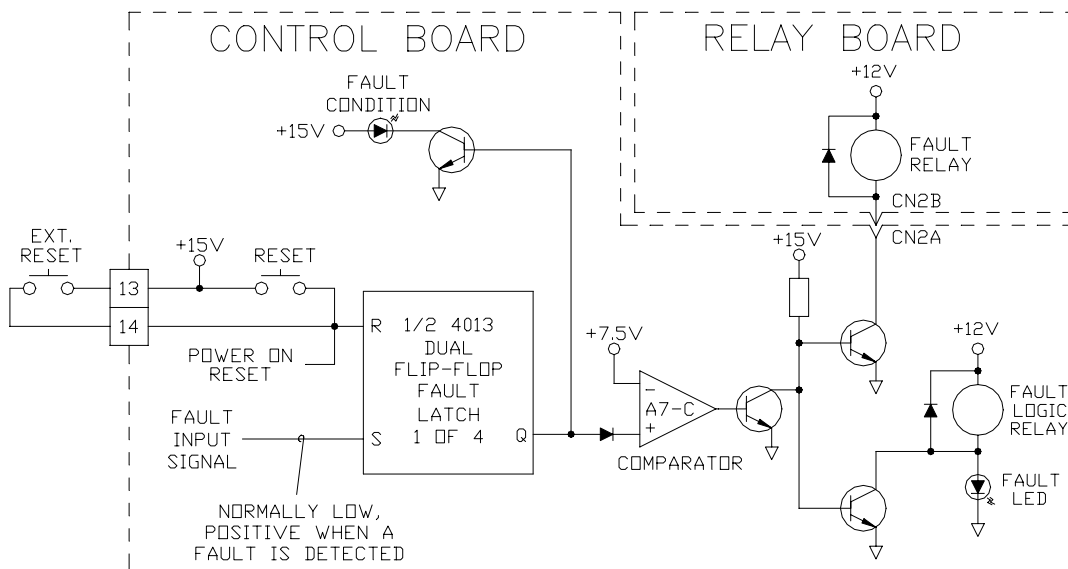 CONTROL BOARD
RELAY BOARD
FAULT
CONDITION
+15V
+12V
FAULT
RELAY
CN2B
CN2A
EXT.
RESET
+15V
RESET
13
14
POWER ON
RESET
R
1/2 4013
DUAL
FLIP-FLOP
FAULT
LATCH
1 OF 4
S
Q
FAULT
INPUT
SIGNAL
NORMALLY LOW,
POSITIVE WHEN A
FAULT IS DETECTED
+7.5V
-
A7-C
+
COMPARATOR
+15V
+12V
FAULT
LOGIC
RELAY
FAULT
LED